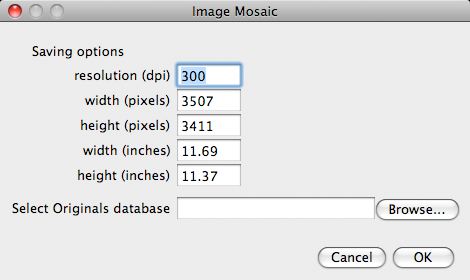 Image Mosaic
Saving options
resolution (dpi) 300
width (pixels) 3507
height (pixels) 3411
width (inches) 11.69
height (inches) 11.37
Select Originals database Browse...
Cancel OK